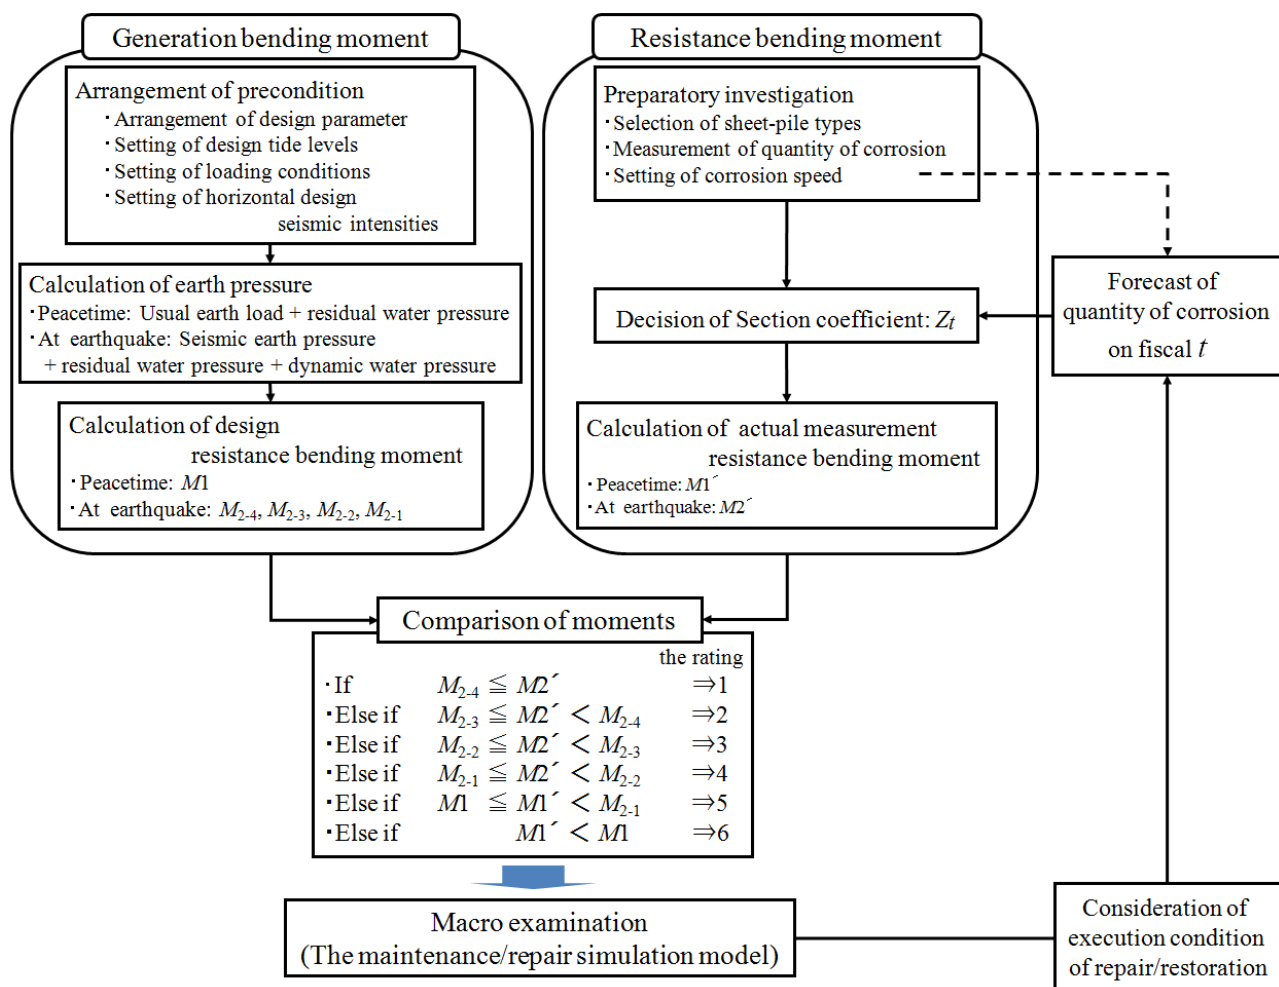 Generation bending moment
Arrangement of precondition
・Arrangement of design parameter
・Setting of design tide levels
・Setting of loading conditions
・Setting of horizontal design
seismic intensities
Calculation of earth pressure
・Peacetime: Usual earth load + residual water pressure
・At earthquake: Seismic earth pressure
+ residual water pressure + dynamic water pressure
Calculation of design
resistance bending moment
・Peacetime: M1
・At earthquake: M2-4, M2-3, M2-2, M2-1
Resistance bending moment
Preparatory investigation
・Selection of sheet-pile types
・Measurement of quantity of corrosion
・Setting of corrosion speed
Decision of Section coefficient: Zt
Calculation of actual measurement
resistance bending moment
・Peacetime: M1´
・At earthquake: M2´
Forecast of
quantity of corrosion
on fiscal t
Comparison of moments
the rating
・If M2-4 ≦ M2´ ⇒1
・Else if M2-3 ≦ M2´ < M2-4 ⇒2
・Else if M2-2 ≦ M2´ < M2-3 ⇒3
・Else if M2-1 ≦ M2´ < M2-2 ⇒4
・Else if M1 ≦ M1´ < M2-1 ⇒5
・Else if M1´ < M1 ⇒6
Macro examination
(The maintenance/repair simulation model)
Consideration of
execution condition
of repair/restoration